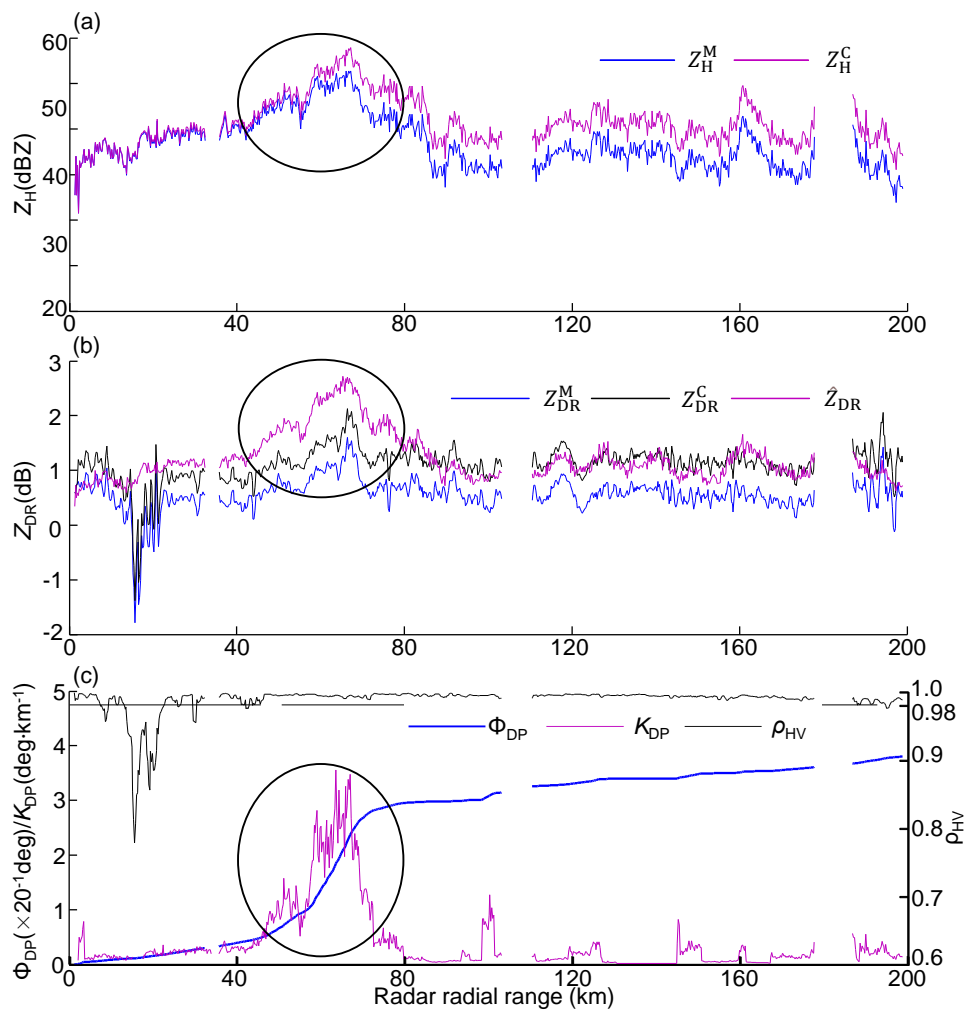 (a)
60
50
40
30
20
Z_H(dBZ)
Z_H^M Z_H^C
0 40 80 120 160 200
(b)
3
2
1
0
-1
-2
Z_DR(dB)
Z_DR^M Z_DR^C Ẑ_DR
0 40 80 120 160 200
(c)
5
4
3
2
1
0
Φ_DP(×20⁻¹deg)/K_DP(deg·km⁻¹)
Φ_DP K_DP ρ_HV
1.0
0.98
0.9
0.8
0.7
0.6
ρ_HV
0 40 80 120 160 200
Radar radial range (km)